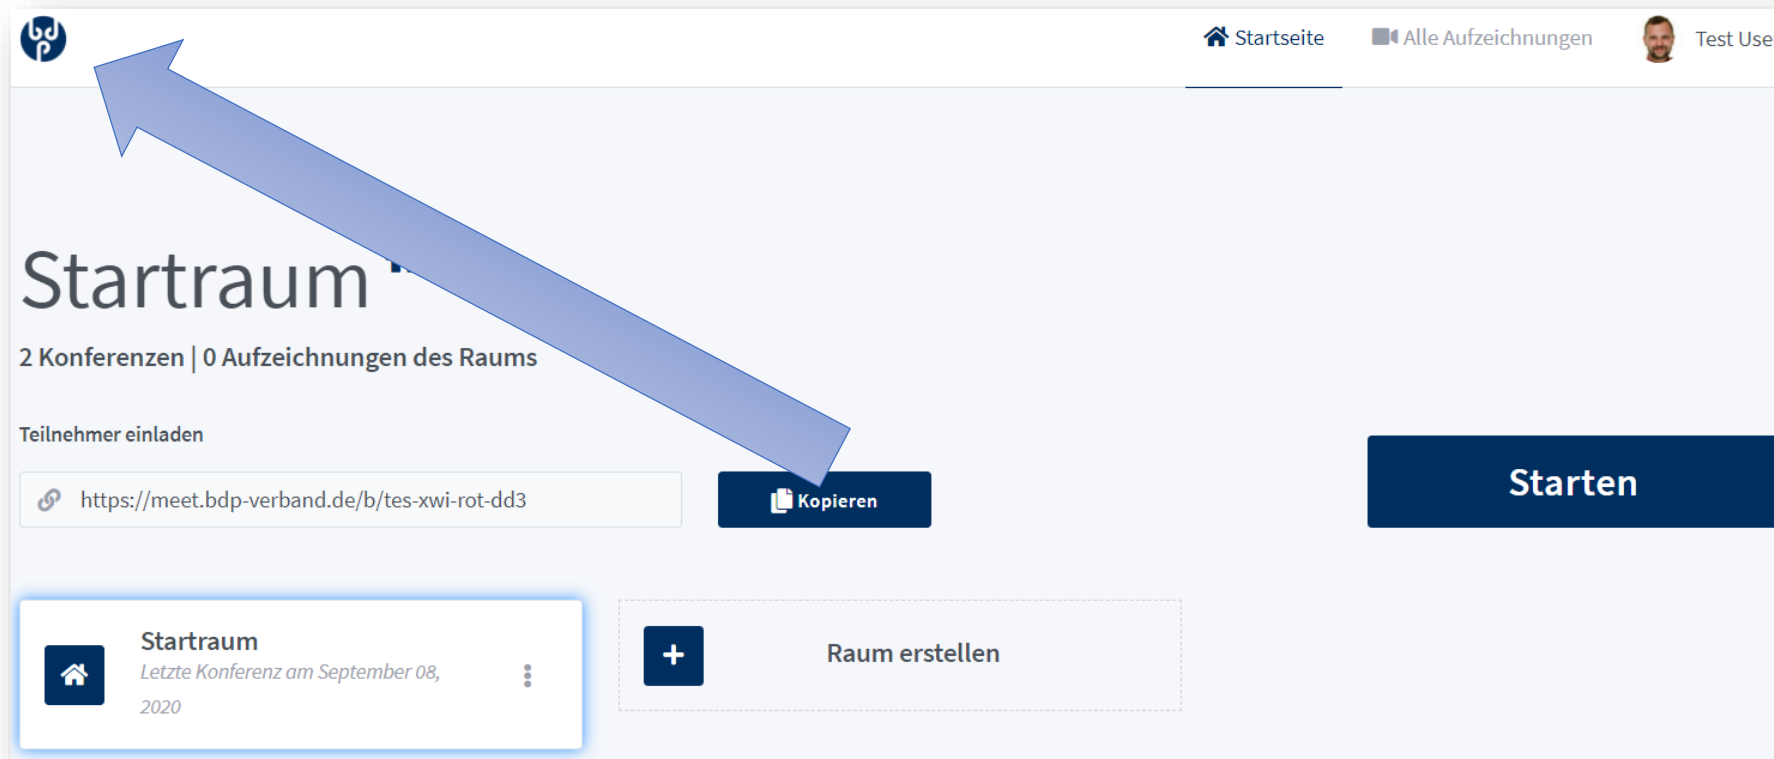 bdp
Startseite
Alle Aufzeichnungen
Test Use
Startraum
2 Konferenzen | 0 Aufzeichnungen des Raums
Teilnehmer einladen
https://meet.bdp-verband.de/b/tes-xwi-rot-dd3
Kopieren
Starten
Startraum
Letzte Konferenz am September 08,
2020
Raum erstellen